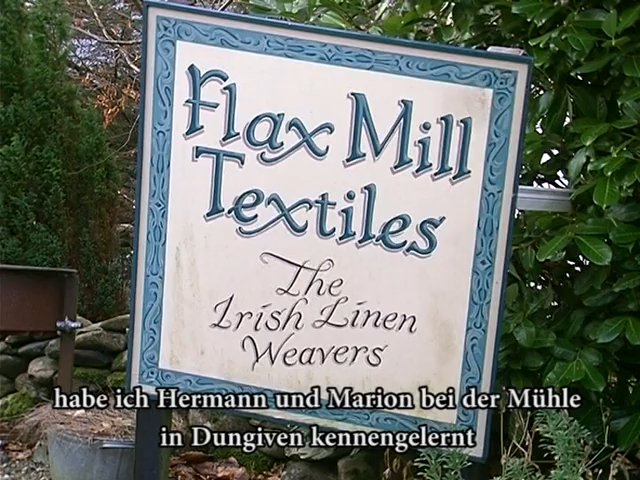 Flax Mill
Textiles
The
Irish Linen
Weavers
habe ich Hermann und Marion bei der Mühle
in Dungiven kennengelernt